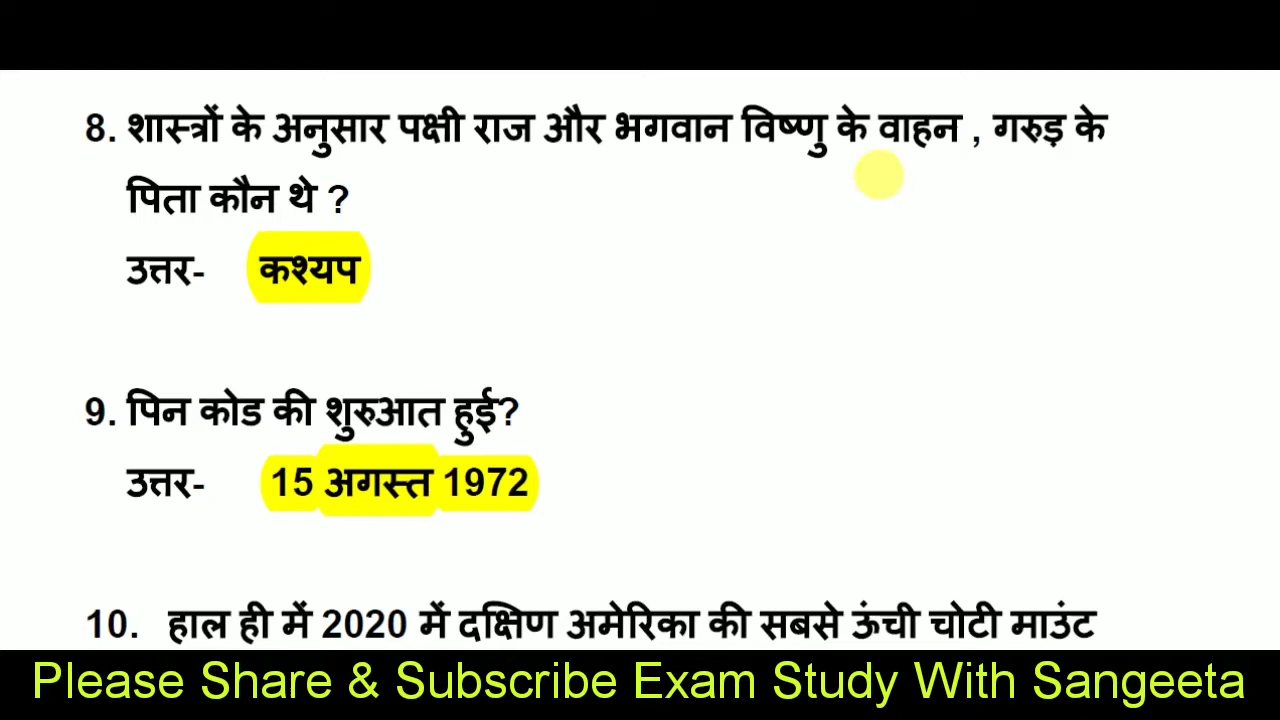 8. शास्त्रों के अनुसार पक्षी राज और भगवान विष्णु के वाहन , गरुड़ के
पिता कौन थे ?
उत्तर- कश्यप
9. पिन कोड की शुरुआत हुई?
उत्तर- 15 अगस्त 1972
10. हाल ही में 2020 में दक्षिण अमेरिका की सबसे ऊंची चोटी माउंट
Please Share & Subscribe Exam Study With Sangeeta